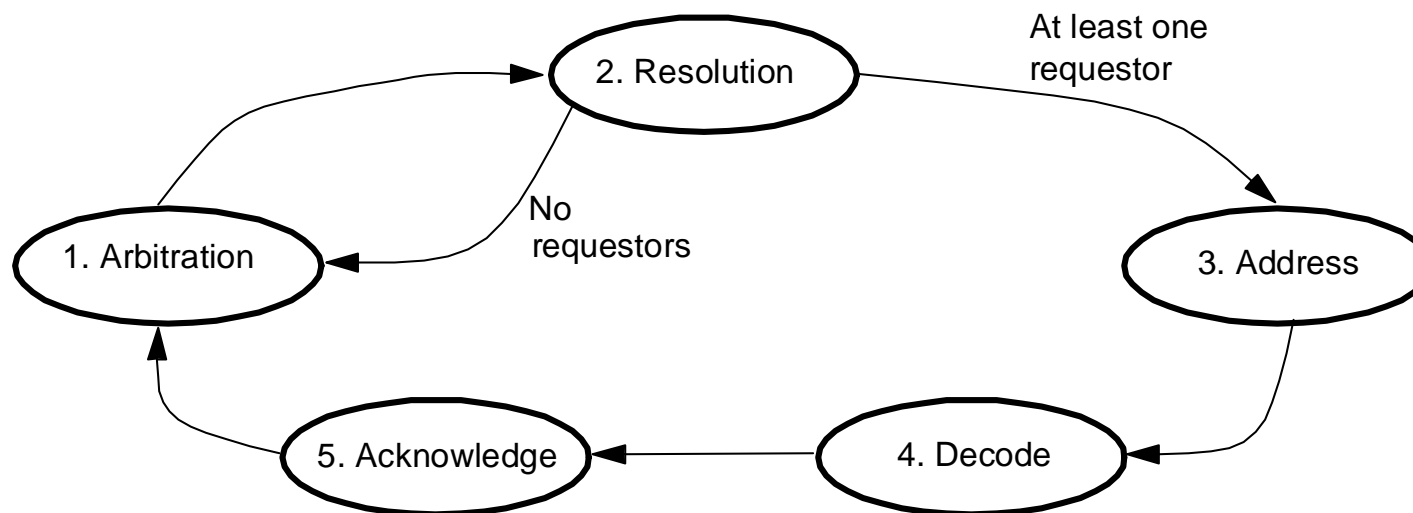 At least one
requestor
2. Resolution
No
requestors
1. Arbitration
3. Address
5. Acknowledge
4. Decode